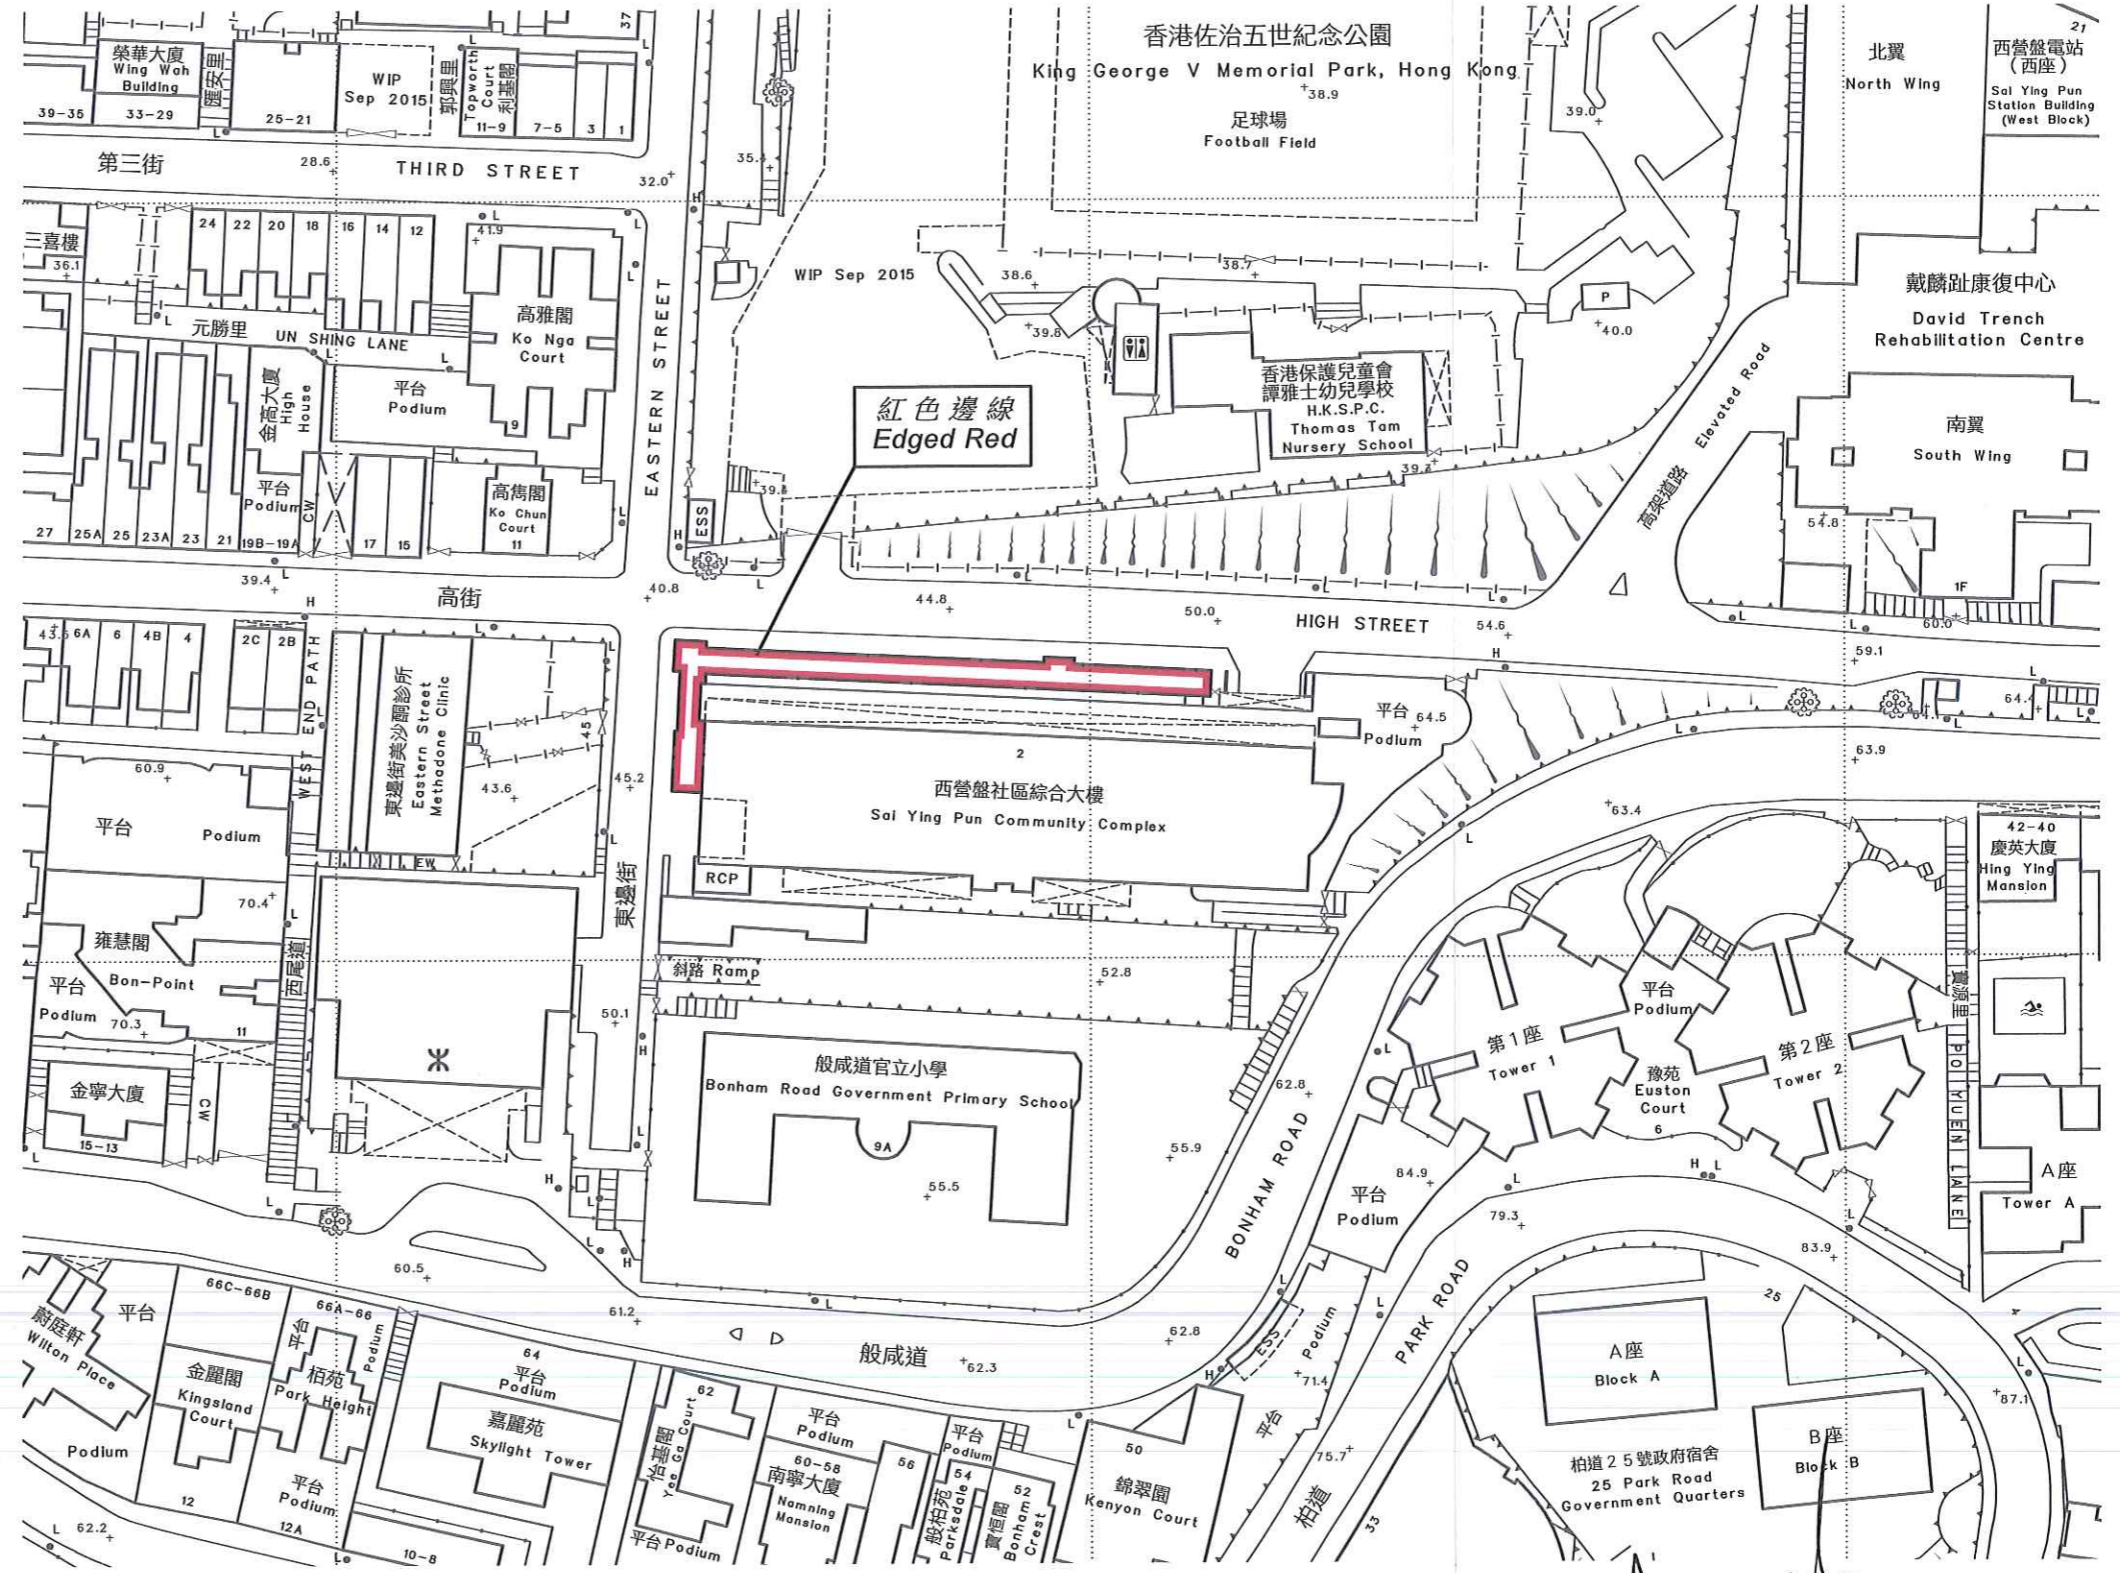 榮華大廈
Wing Wah
Building
39-35
33-29
匯安里
25-21
WIP
Sep 2015
郭興里
Topworth
Court
利基閣
11-9
7-5
3
1
37
第三街
28.6
THIRD STREET
32.0
35.4
香港佐治五世紀念公園
King George V Memorial Park, Hong Kong
38.9
足球場
Football Field
39.0
北翼
North Wing
21
西營盤電站
（西座）
Sai Ying Pun
Station Building
(West Block)
三喜樓
36.1
24
22
20
18
16
14
12
41.9
元勝里
UN SHING LANE
高雅閣
Ko Nga
Court
9
金高大廈
High
House
平台
Podium
EASTERN STREET
WIP Sep 2015
38.6
38.7
39.8
P
40.0
戴麟趾康復中心
David Trench
Rehabilitation Centre
香港保護兒童會
譚雅士幼兒學校
H.K.S.P.C.
Thomas Tam
Nursery School
紅色邊線
Edged Red
高架道路
Elevated Road
南翼
South Wing
54.8
1F
27
25A
25
23A
23
21
平台
Podium
19B-19A
CW
17
15
高雋閣
Ko Chun
Court
11
ESS
39.4
高街
40.8
44.8
50.0
HIGH STREET
54.6
60.0
59.1
6A
6
4B
4
2C
2B
WEST END PATH
東邊街美沙酮診所
Eastern Street
Methadone Clinic
45
43.6
45.2
2
西營盤社區綜合大樓
Sai Ying Pun Community Complex
平台
64.5
Podium
64.4
63.9
63.4
60.9
平台
Podium
EW
RCP
東邊街
70.4
雍慧閣
Bon-Point
平台
Podium
70.3
11
西尾道
斜路 Ramp
52.8
50.1
般咸道官立小學
Bonham Road Government Primary School
9A
55.5
55.9
62.8
BONHAM ROAD
42-40
慶英大廈
Hing Ying
Mansion
寶源里
PO YUEN LANE
第1座
Tower 1
平台
Podium
第2座
Tower 2
豫苑
Euston
Court
6
金寧大廈
15-13
CW
84.9
平台
Podium
79.3
83.9
A座
Tower A
60.5
61.2
62.8
般咸道
62.3
PARK ROAD
柏道
ESS
Podium
平台
71.4
75.7
33
25
A座
Block A
B座
Block B
柏道25號政府宿舍
25 Park Road
Government Quarters
87.1
蔚庭軒
Wilton Place
平台
Podium
66C-66B
金麗閣
Kingsland
Court
12
66A-66
平台
Podium
栢苑
Park Height
平台
Podium
12A
64
平台
Podium
嘉麗苑
Skylight Tower
10-8
62.2
62
怡基閣
Yee Ga Court
平台 Podium
平台
Podium
60-58
南寧大廈
Namning
Mansion
56
平台
Podium
54
般柏苑
Parksdale
52
寶恒閣
Bonham
Crest
50
錦翠園
Kenyon Court